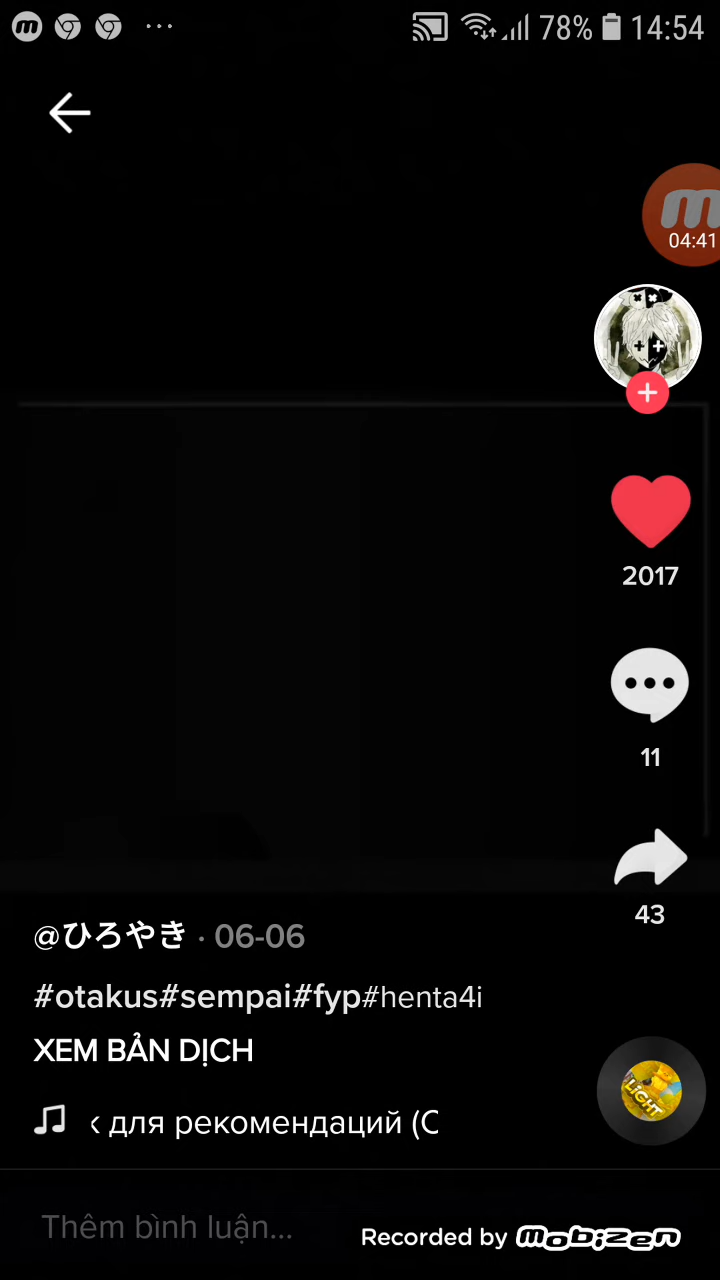 78% 14:54
04:41
2017
11
43
@ひろやき · 06-06
#otakus#sempai#fyp#henta4i
XEM BẢN DỊCH
для рекомендаций (С
LIGHT
Thêm bình luận...
Recorded by mobizen